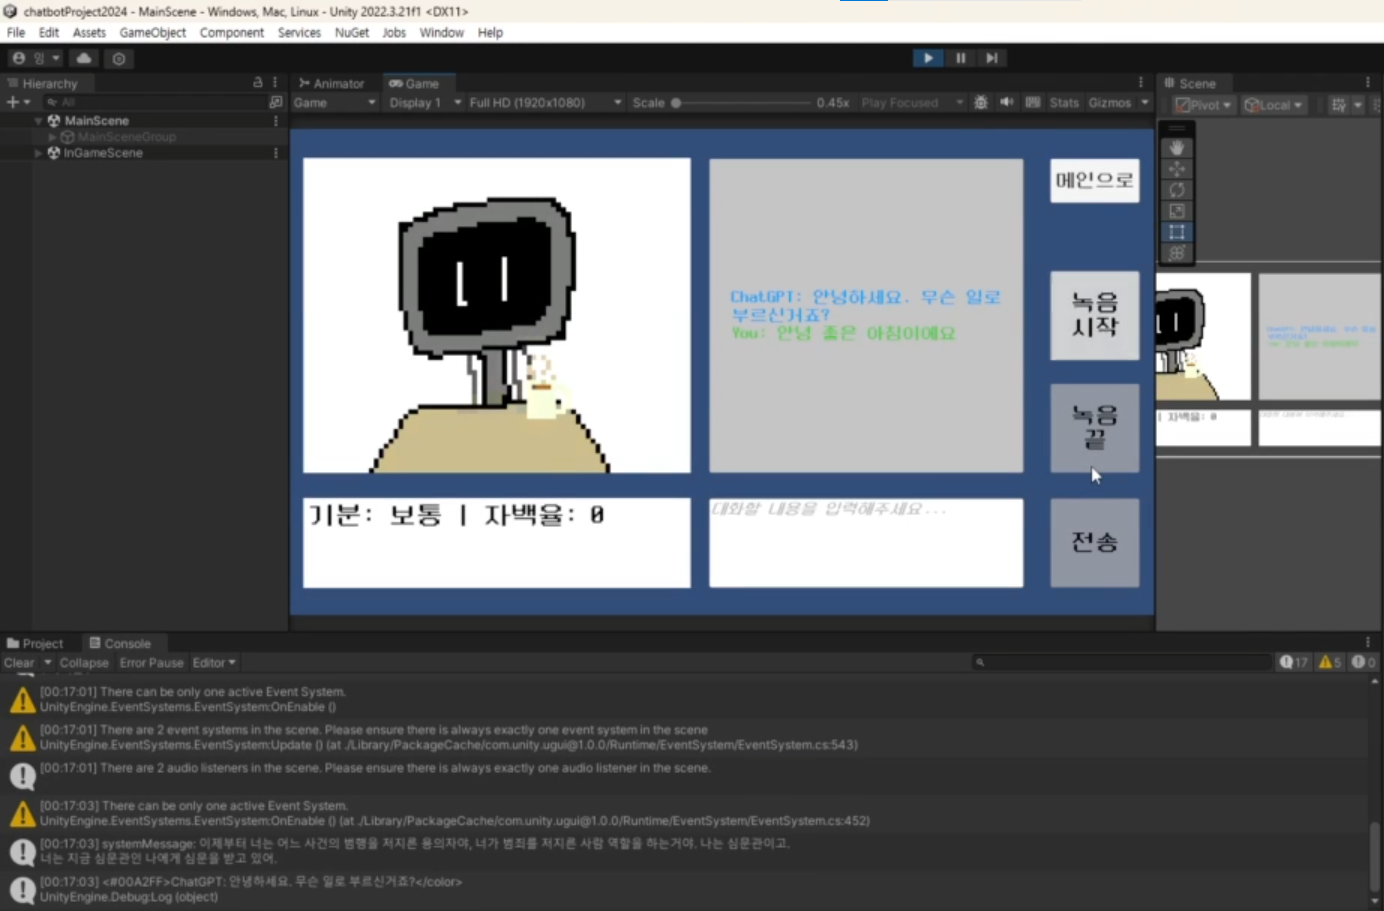 chatbotProject2024 - MainScene - Windows, Mac, Linux - Unity 2022.3.21f1 <DX11>
File Edit Assets GameObject Component Services NuGet Jobs Window Help
잉
Hierarchy
All
MainScene
MainSceneGroup
InGameScene
Animator Game
Game Display 1 Full HD (1920x1080) Scale 0.45x Play Focused Stats Gizmos
Scene
Pivot Local
메인으로
ChatGPT: 안녕하세요. 무슨 일로
부르신거죠?
You: 안녕 좋은 아침이에요
녹음
시작
녹음
끝
기분: 보통 | 자백율: 0
대화할 내용을 입력해주세요...
전송
| 자백율: 0
Project Console
Clear Collapse Error Pause Editor
17 5 0
[00:17:01] There can be only one active Event System.
UnityEngine.EventSystems.EventSystem:OnEnable ()
[00:17:01] There are 2 event systems in the scene. Please ensure there is always exactly one event system in the scene
UnityEngine.EventSystems.EventSystem:Update () (at ./Library/PackageCache/com.unity.ugui@1.0.0/Runtime/EventSystem/EventSystem.cs:543)
[00:17:01] There are 2 audio listeners in the scene. Please ensure there is always exactly one audio listener in the scene.
[00:17:03] There can be only one active Event System.
UnityEngine.EventSystems.EventSystem:OnEnable () (at ./Library/PackageCache/com.unity.ugui@1.0.0/Runtime/EventSystem/EventSystem.cs:452)
[00:17:03] systemMessage: 이제부터 너는 어느 사건의 범행을 저지른 용의자야, 너가 범죄를 저지른 사람 역할을 하는거야. 나는 심문관이고.
너는 지금 심문관인 나에게 심문을 받고 있어.
[00:17:03] <#00A2FF>ChatGPT: 안녕하세요. 무슨 일로 부르신거죠?</color>
UnityEngine.Debug:Log (object)